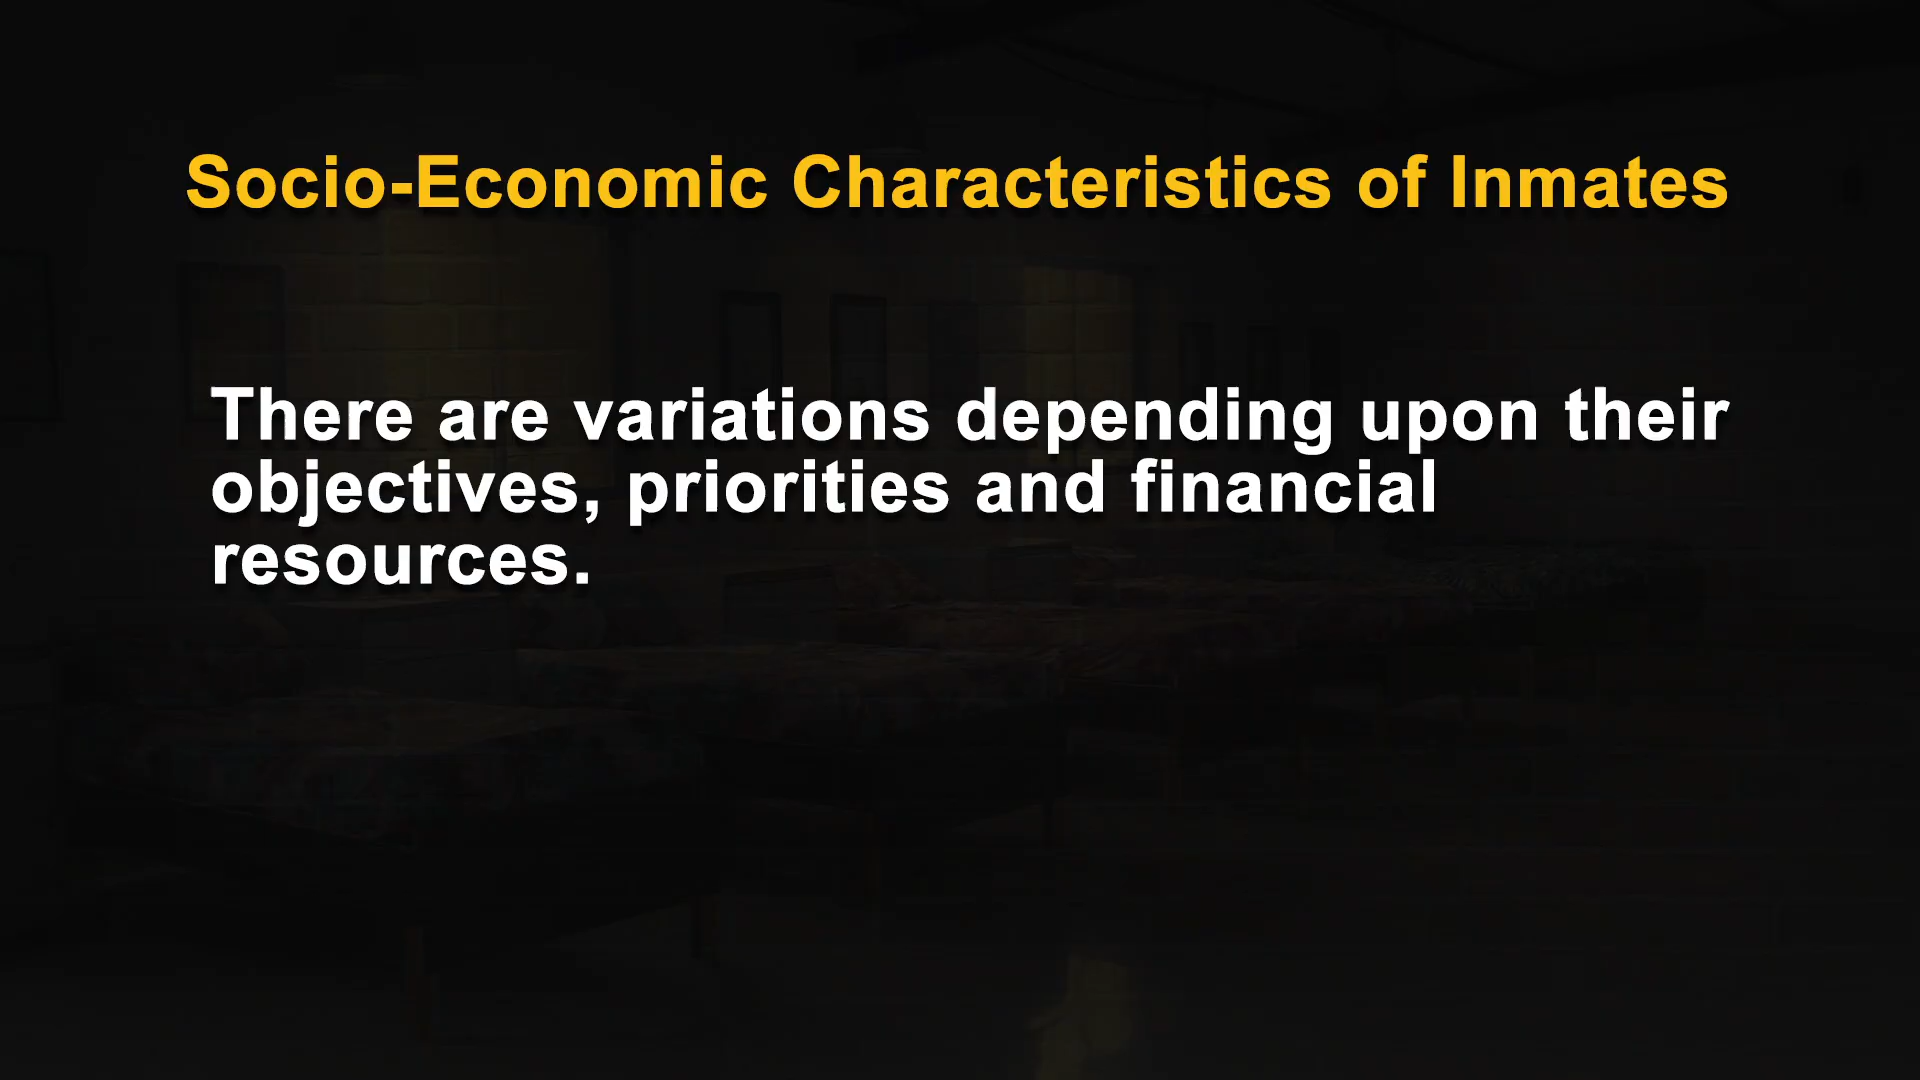 Socio-Economic Characteristics of Inmates
There are variations depending upon their
objectives, priorities and financial
resources.